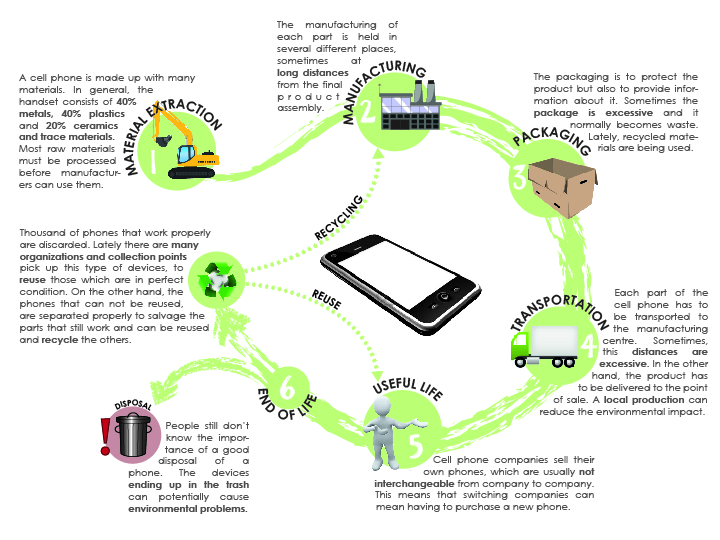 A cell phone is made up with many
materials. In general, the
handset consists of 40%
metals, 40% plastics
and 20% ceramics
and trace materials.
Most raw materials
must be processed
before manufactur-
ers can use them.
MATERIAL EXTRACTION
1
The manufacturing of
each part is held in
several different places,
sometimes at
long distances
from the final
product
assembly.
MANUFACTURING
2
The packaging is to protect the
product but also to provide infor-
mation about it. Sometimes the
package is excessive and it
normally becomes waste.
Lately, recycled mate-
rials are being used.
PACKAGING
3
Each part of the
cell phone has to
be transported to
the manufacturing
centre. Sometimes,
this distances are
excessive. In the other
hand, the product has
to be delivered to the point
of sale. A local production can
reduce the environmental impact.
TRANSPORTATION
4
USEFUL LIFE
5
Cell phone companies sell their
own phones, which are usually not
interchangeable from company to company.
This means that switching companies can
mean having to purchase a new phone.
6
END OF LIFE
Thousand of phones that work properly
are discarded. Lately there are many
organizations and collection points
pick up this type of devices, to
reuse those which are in perfect
condition. On the other hand, the
phones that can not be reused,
are separated properly to salvage the
parts that still work and can be reused
and recycle the others.
RECYCLING
REUSE
DISPOSAL
!
People still don't
know the impor-
tance of a good
disposal of a
phone. The devices
ending up in the trash
can potentially cause
environmental problems.